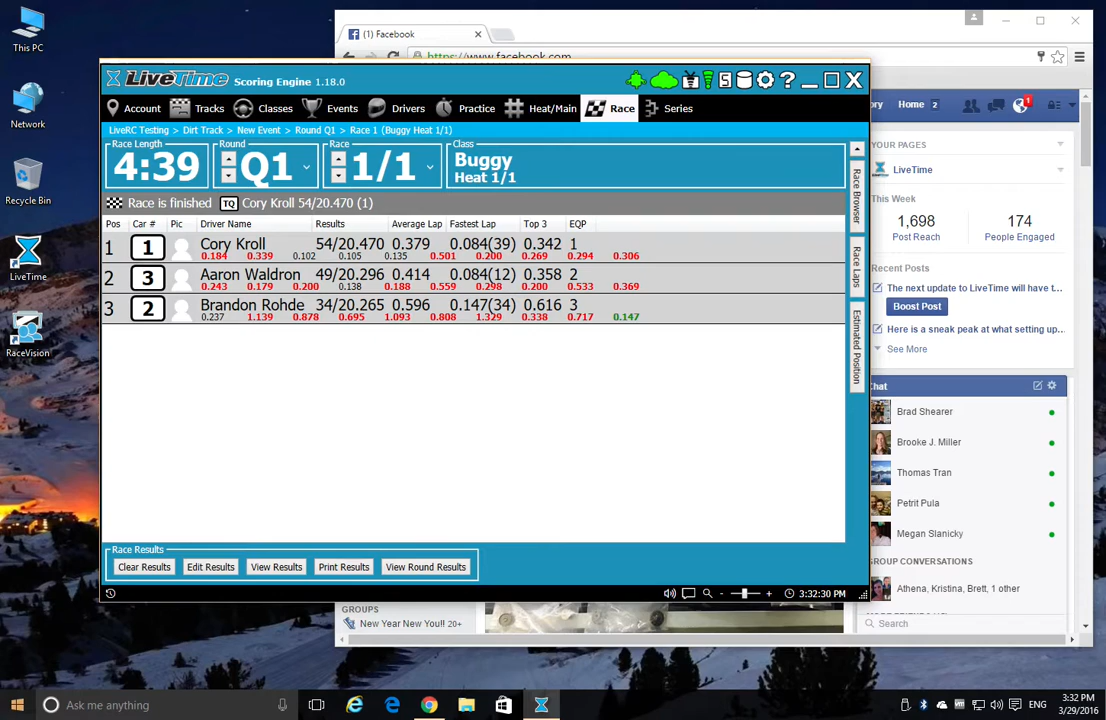 This PC
Network
Recycle Bin
LiveTime
RaceVision
(1) Facebook
https://www.facebook.com
LiveTime Scoring Engine 1.18.0
Account Tracks Classes Events Drivers Practice Heat/Main Race Series
LiveRC Testing > Dirt Track > New Event > Round Q1 > Race 1 (Buggy Heat 1/1)
Race Length Round Race Class
4:39 Q1 1/1 Buggy
Heat 1/1
Race is finished TQ Cory Kroll 54/20.470 (1)
Pos Car # Pic Driver Name Results Average Lap Fastest Lap Top 3 EQP
1 1 Cory Kroll 54/20.470 0.379 0.084(39) 0.342 1
0.184 0.339 0.102 0.105 0.135 0.501 0.200 0.269 0.294 0.306
2 3 Aaron Waldron 49/20.296 0.414 0.084(12) 0.358 2
0.243 0.179 0.200 0.138 0.188 0.559 0.298 0.200 0.533 0.369
3 2 Brandon Rohde 34/20.265 0.596 0.147(34) 0.616 3
0.237 1.139 0.878 0.695 1.093 0.808 1.329 0.338 0.717 0.147
Race Browser
Race Laps
Estimated Position
Race Results
Clear Results Edit Results View Results Print Results View Round Results
- + 3:32:30 PM
ory Home 2 1
YOUR PAGES
LiveTime
This Week
1,698 174
Post Reach People Engaged
Recent Posts
The next update to LiveTime will have t...
Boost Post
Here is a sneak peak at what setting up...
See More
Chat
Brad Shearer
Brooke J. Miller
Thomas Tran
Petrit Pula
Megan Slanicky
GROUP CONVERSATIONS
Athena, Kristina, Brett, 1 other
Search
GROUPS
New Year New You!! 20+
Ask me anything
ENG
3:32 PM
3/29/2016